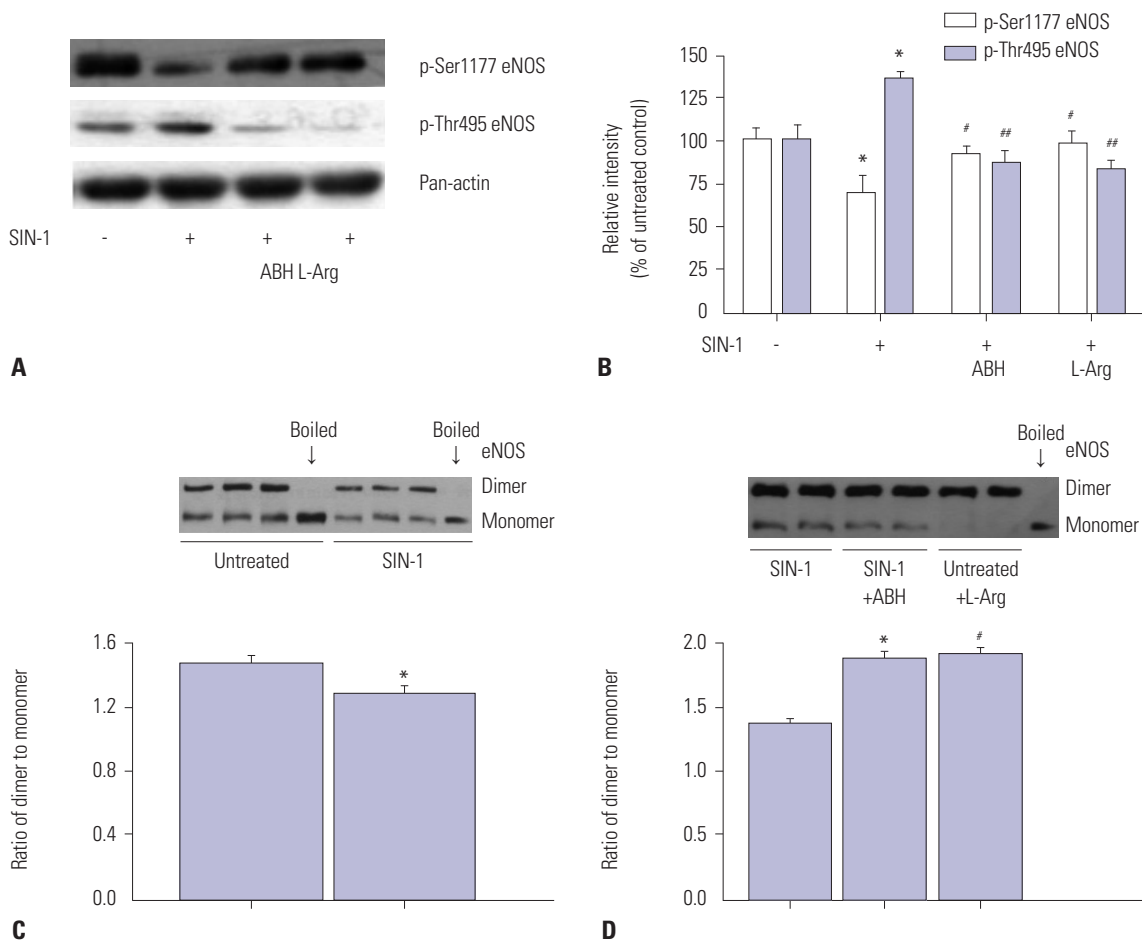 p-Ser1177 eNOS
p-Thr495 eNOS
Pan-actin
SIN-1 - + + +
ABH L-Arg
A
p-Ser1177 eNOS
p-Thr495 eNOS
Relative intensity
(% of untreated control)
150
125
100
75
50
25
0
* * # ## # ##
SIN-1 - + + +
ABH L-Arg
B
Boiled Boiled
↓ ↓ eNOS
Dimer
Monomer
Untreated SIN-1
Ratio of dimer to monomer
1.6
1.2
0.8
0.4
0.0
*
C
Boiled
↓ eNOS
Dimer
Monomer
SIN-1 SIN-1 Untreated
+ABH +L-Arg
Ratio of dimer to monomer
2.0
1.5
1.0
0.5
0.0
* #
D